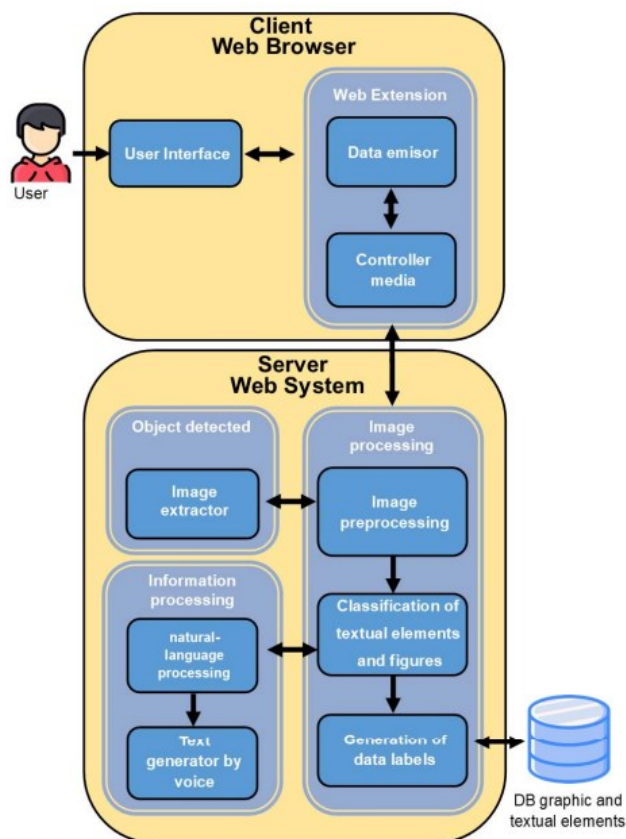 Client
Web Browser
Web Extension
User Interface
Data emisor
User
Controller
media
Server
Web System
Object detected
Image
processing
Image
extractor
Image
preprocessing
Information
processing
Classification of
textual elements
and figures
natural-
language
processing
Text
generator by
voice
Generation of
data labels
DB graphic and
textual elements